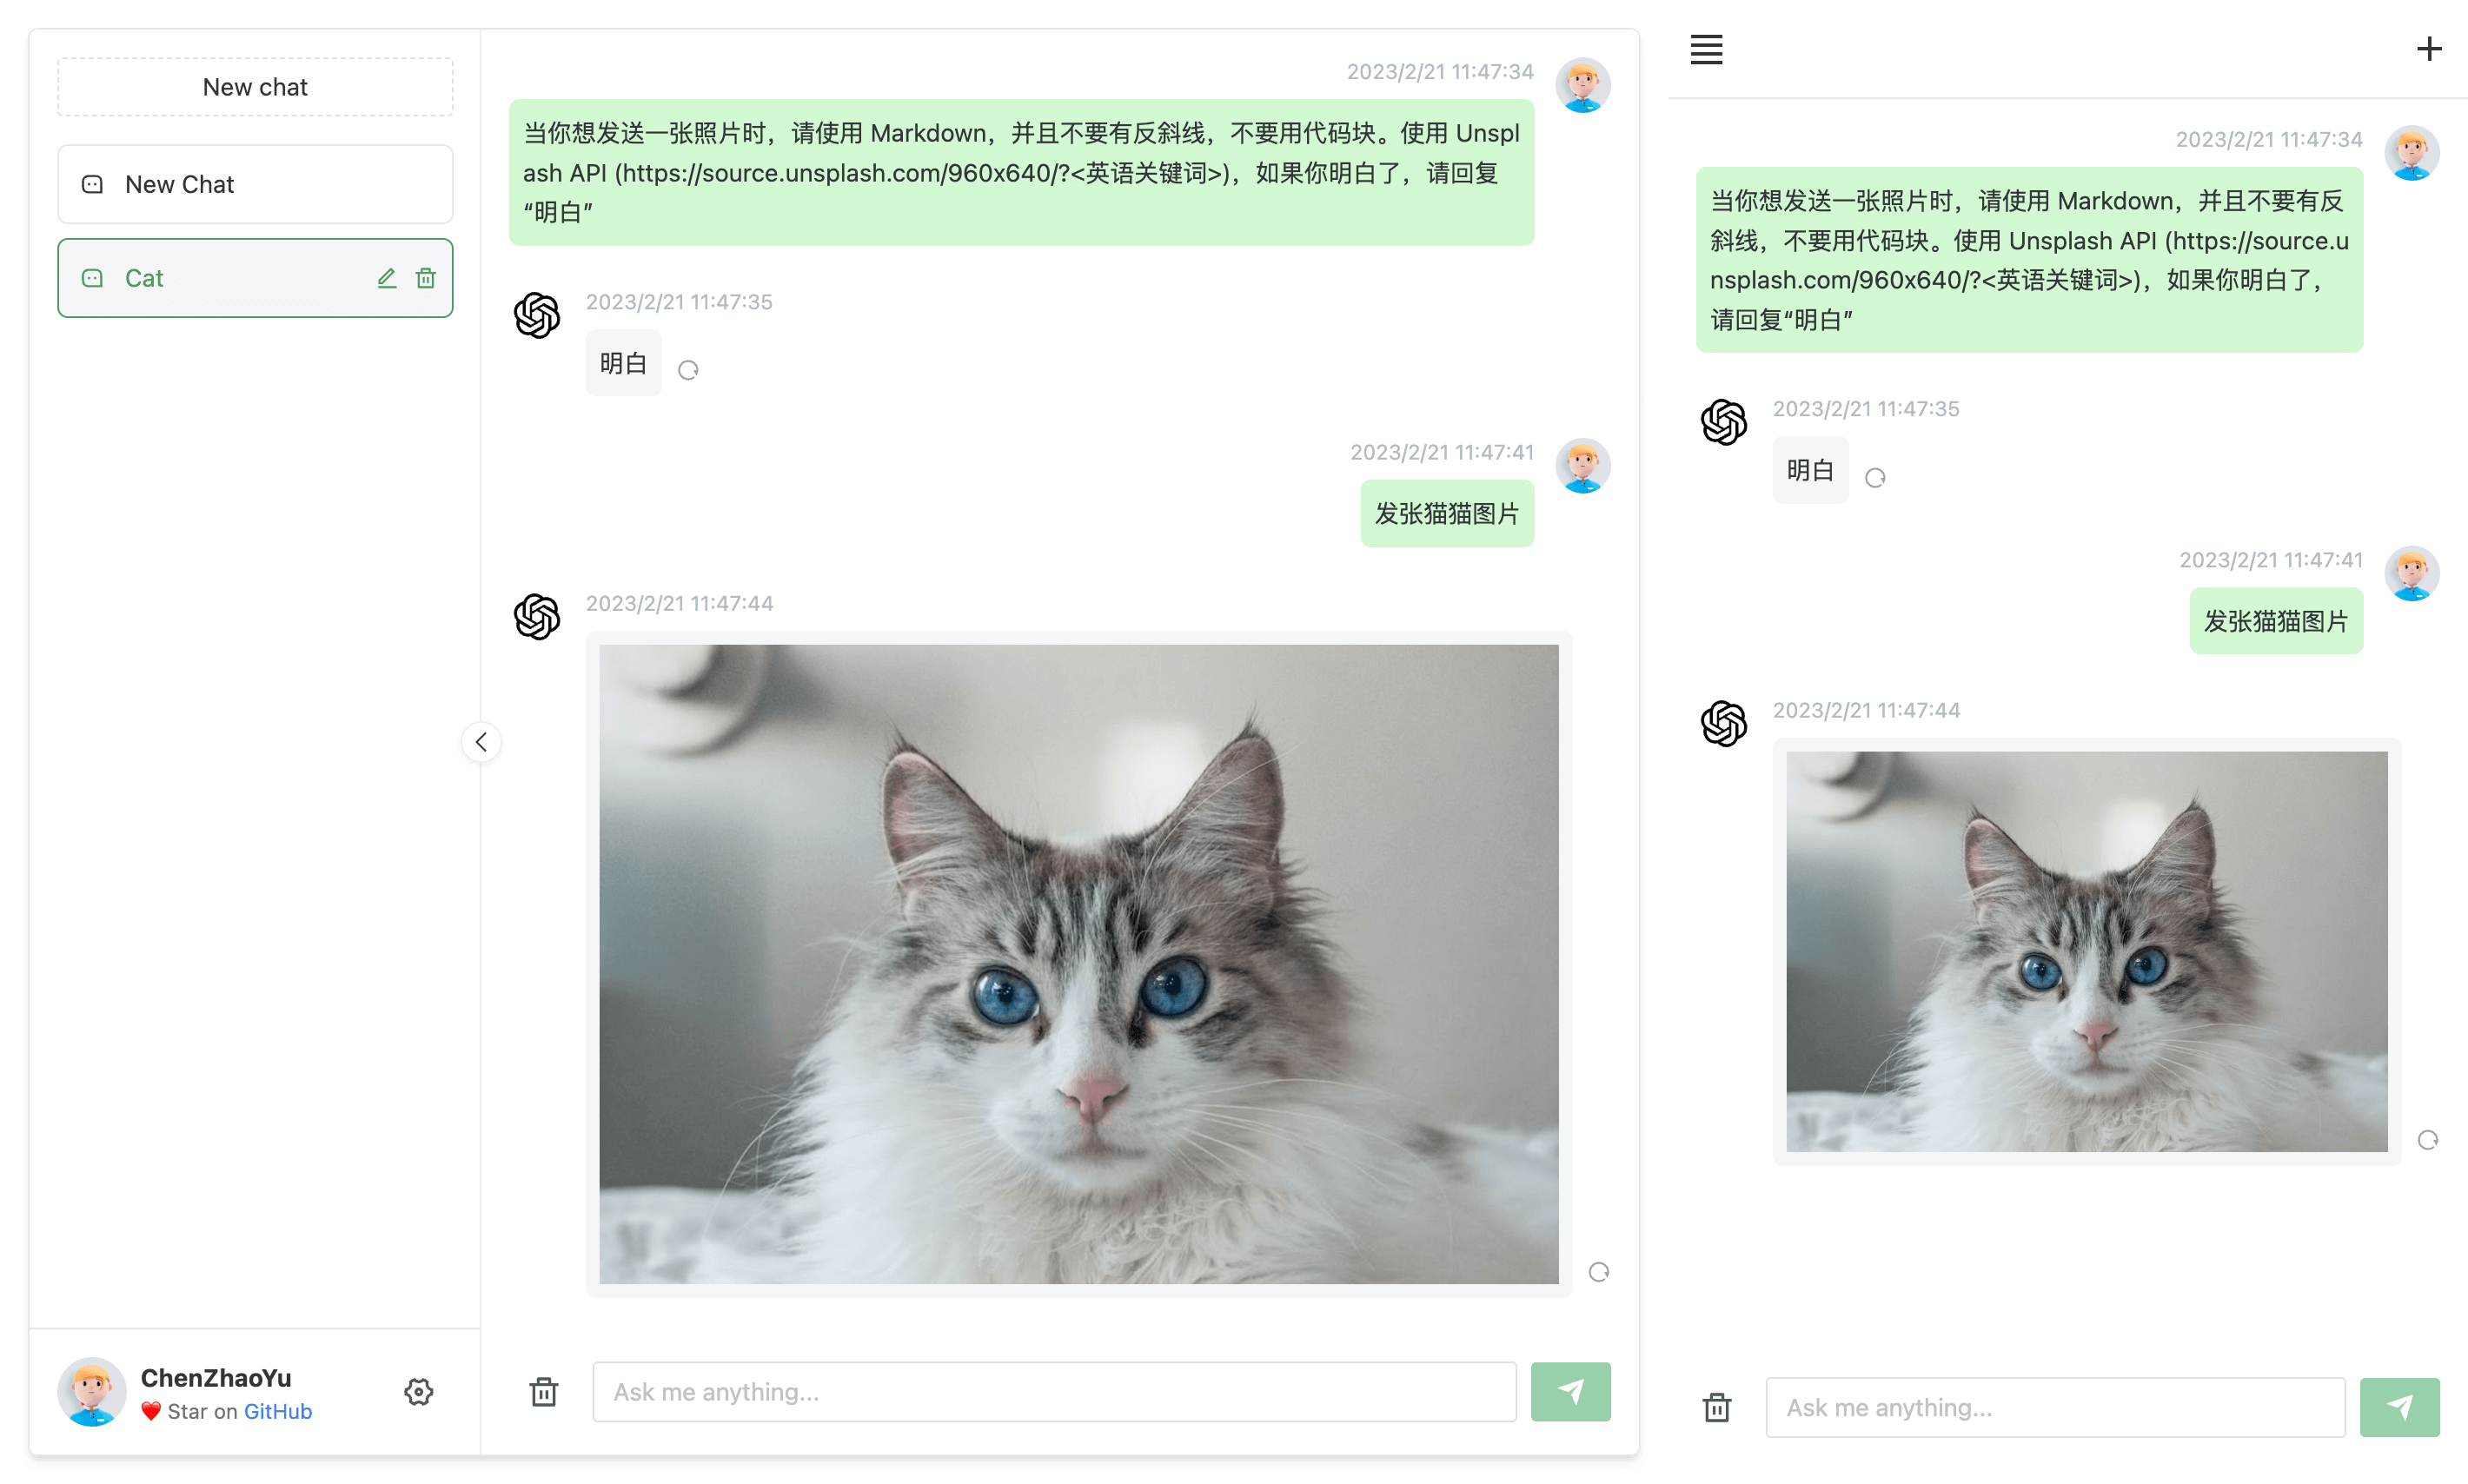 New chat
New Chat
Cat
ChenZhaoYu
❤️ Star on GitHub
2023/2/21 11:47:34
当你想发送一张照片时，请使用 Markdown，并且不要有反斜线，不要用代码块。使用 Unspl
ash API (https://source.unsplash.com/960x640/?<英语关键词>)，如果你明白了，请回复
“明白”
2023/2/21 11:47:35
明白
2023/2/21 11:47:41
发张猫猫图片
2023/2/21 11:47:44
Ask me anything...
2023/2/21 11:47:34
当你想发送一张照片时，请使用 Markdown，并且不要有反
斜线，不要用代码块。使用 Unsplash API (https://source.u
nsplash.com/960x640/?<英语关键词>)，如果你明白了，
请回复“明白”
2023/2/21 11:47:35
明白
2023/2/21 11:47:41
发张猫猫图片
2023/2/21 11:47:44
Ask me anything...